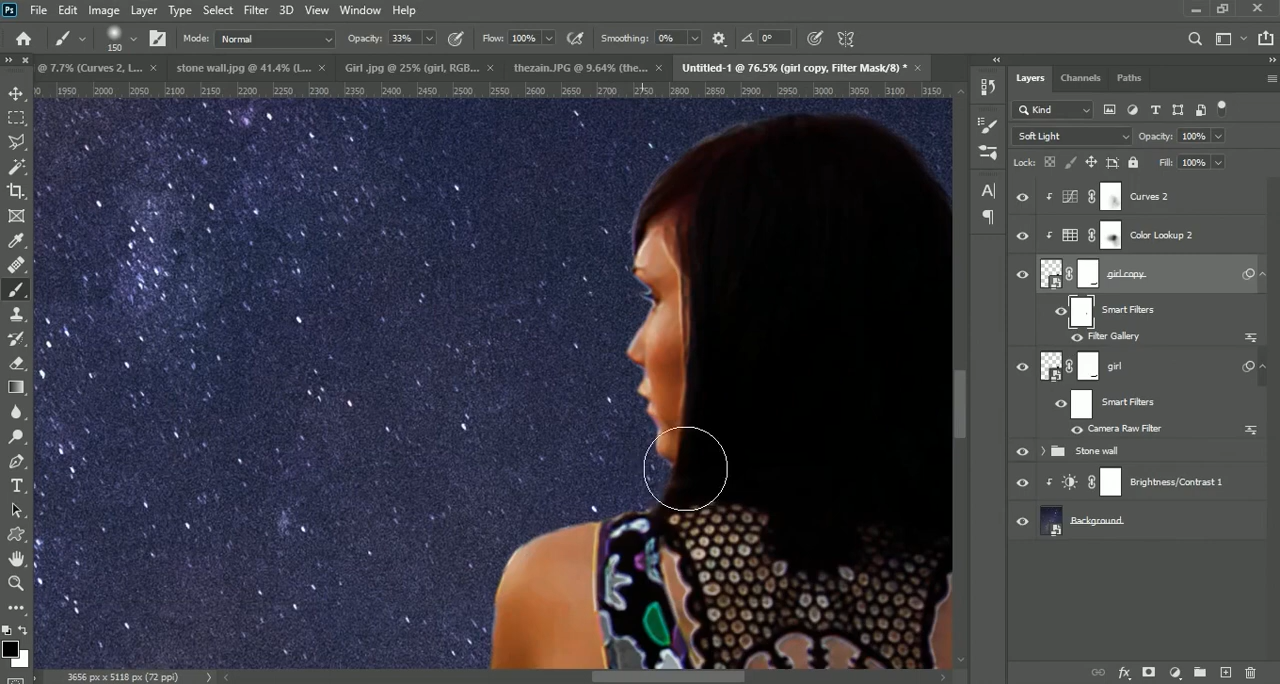 Ps File Edit Image Layer Type Select Filter 3D View Window Help
150 Mode: Normal Opacity: 33% Flow: 100% Smoothing: 0% 0°
@ 7.7% (Curves 2, L... × stone wall.jpg @ 41.4% (L... × Girl .jpg @ 25% (girl, RGB... × thezain.JPG @ 9.64% (the... × Untitled-1 @ 76.5% (girl copy, Filter Mask/8) * ×
1950 2000 2050 2100 2150 2200 2250 2300 2350 2400 2450 2500 2550 2600 2650 2700 2750 2800 2850 2900 2950 3000 3050 3100 3150
Layers Channels Paths
Kind
Soft Light Opacity: 100%
Lock: Fill: 100%
Curves 2
Color Lookup 2
girl copy
Smart Filters
Filter Gallery
girl
Smart Filters
Camera Raw Filter
Stone wall
Brightness/Contrast 1
Background
3656 px x 5118 px (72 ppi)